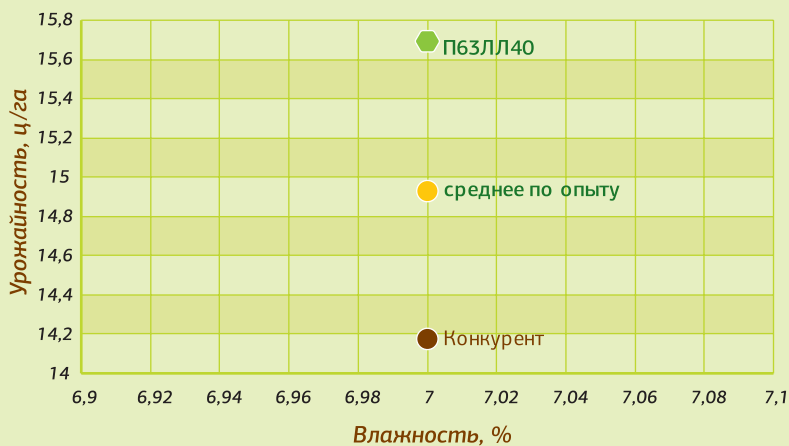 Урожайность, ц/га
15,8
15,6
15,4
15,2
15
14,8
14,6
14,4
14,2
14
П63ЛЛ40
среднее по опыту
Конкурент
6,9 6,92 6,94 6,96 6,98 7 7,02 7,04 7,06 7,08 7,1
Влажность, %